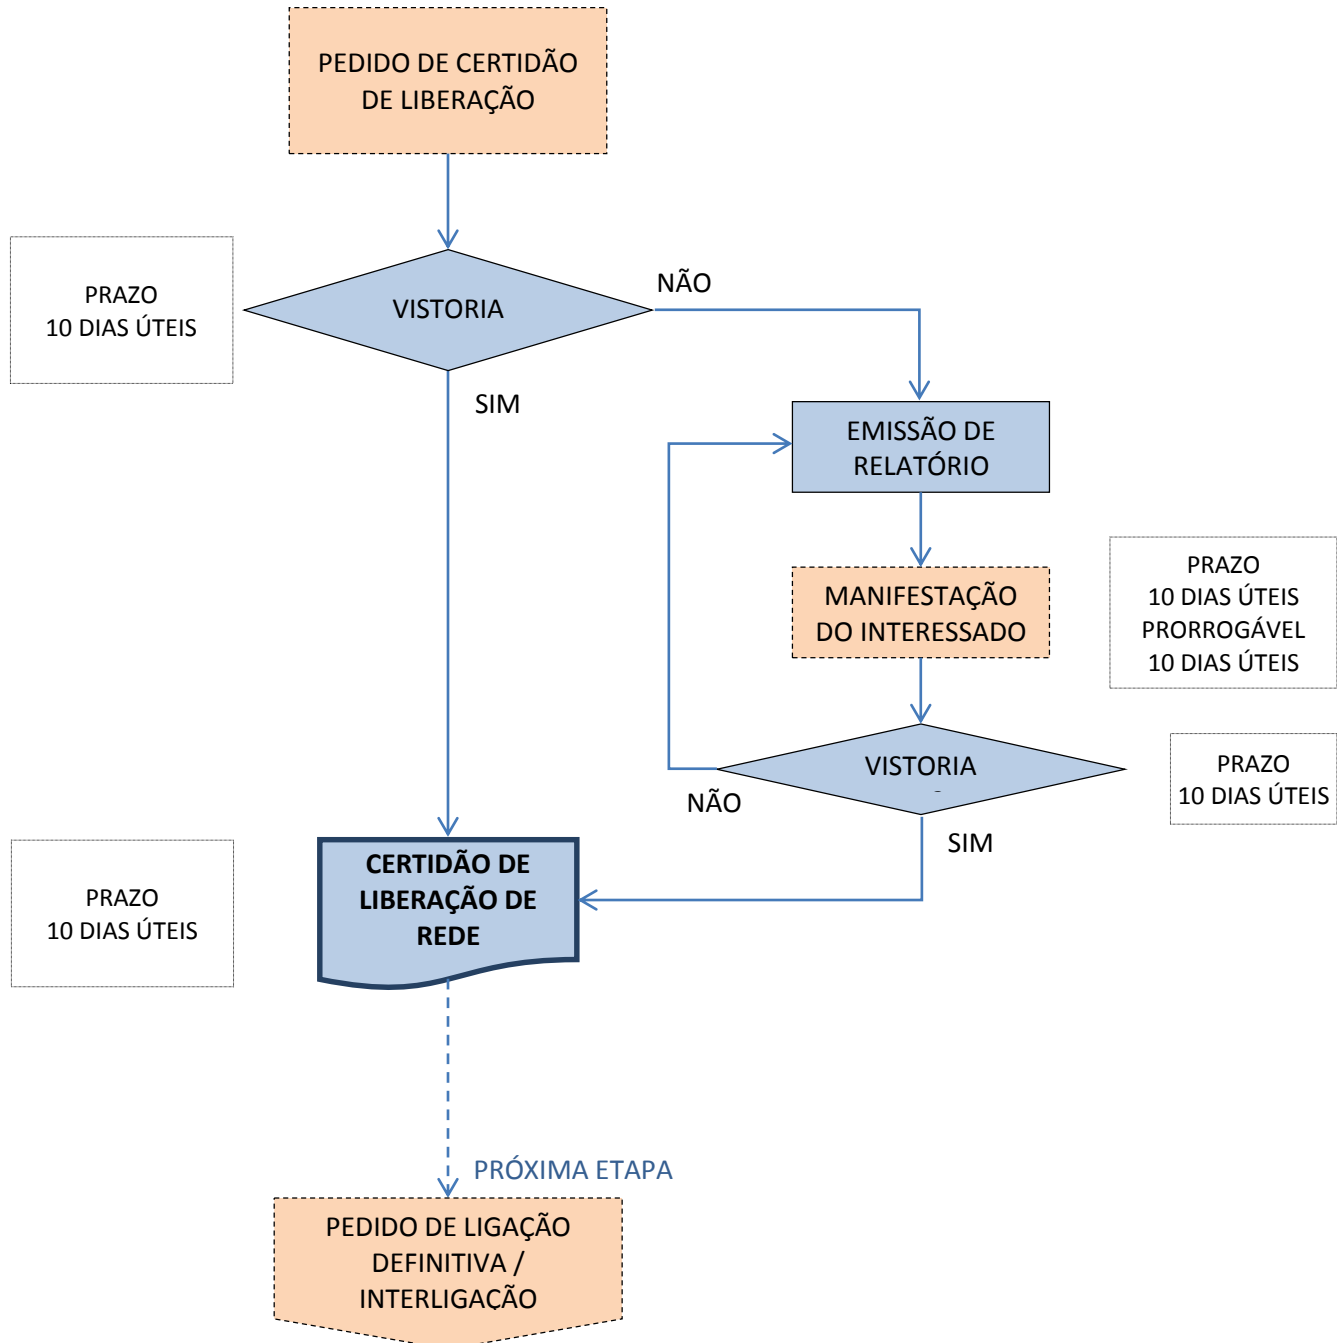 PEDIDO DE CERTIDÃO
DE LIBERAÇÃO
PRAZO
10 DIAS ÚTEIS
VISTORIA
NÃO
SIM
EMISSÃO DE
RELATÓRIO
MANIFESTAÇÃO
DO INTERESSADO
PRAZO
10 DIAS ÚTEIS
PRORROGÁVEL
10 DIAS ÚTEIS
VISTORIA
NÃO
SIM
PRAZO
10 DIAS ÚTEIS
PRAZO
10 DIAS ÚTEIS
CERTIDÃO DE
LIBERAÇÃO DE
REDE
PRÓXIMA ETAPA
PEDIDO DE LIGAÇÃO
DEFINITIVA /
INTERLIGAÇÃO